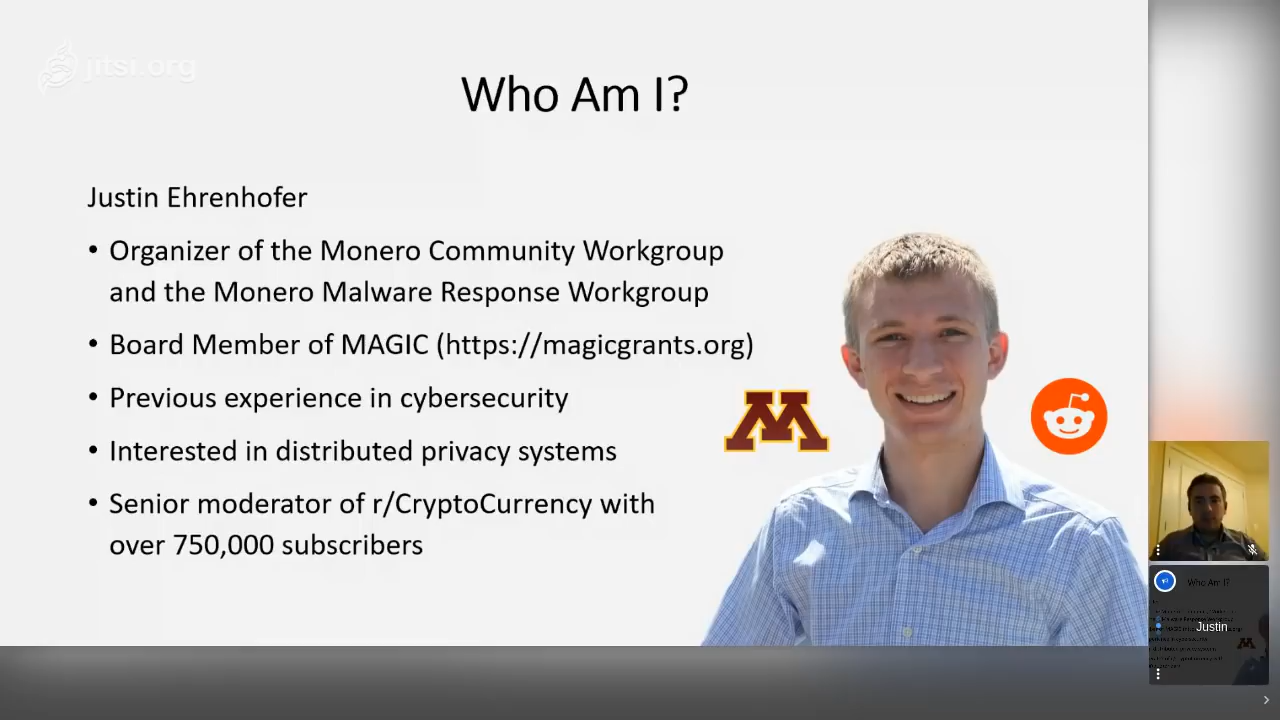 jitsi.org
Who Am I?
Justin Ehrenhofer
• Organizer of the Monero Community Workgroup
and the Monero Malware Response Workgroup
• Board Member of MAGIC (https://magicgrants.org)
• Previous experience in cybersecurity
• Interested in distributed privacy systems
• Senior moderator of r/CryptoCurrency with
over 750,000 subscribers
M
Who Am I?
Justin